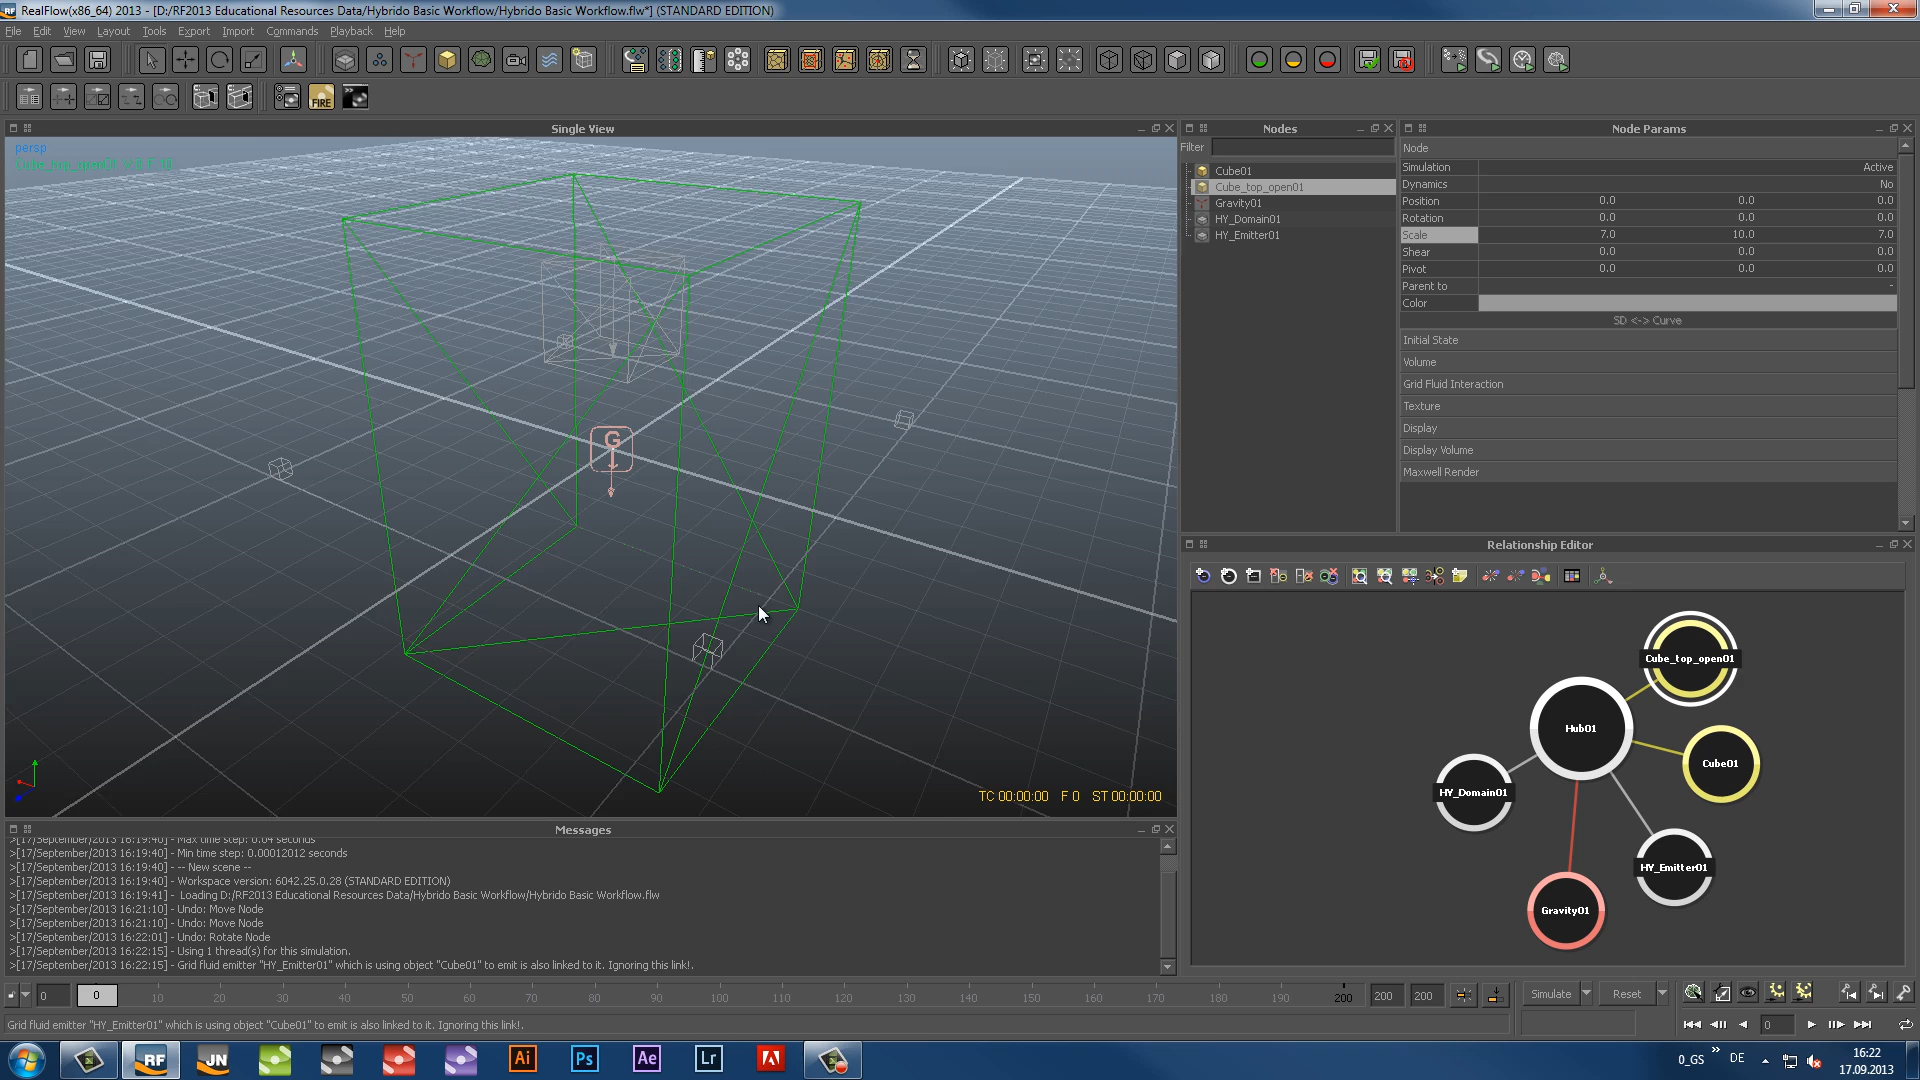 RealFlow(x86_64) 2013 - [D:/RF2013 Educational Resources Data/Hybrido Basic Workflow/Hybrido Basic Workflow.flw*] (STANDARD EDITION)
File Edit View Layout Tools Export Import Commands Playback Help
FIRE
Single View
persp
Cube_top_open01 V: 8 F: 10
G
TC 00:00:00 F 0 ST 00:00:00
Nodes
Filter
Cube01
Cube_top_open01
Gravity01
HY_Domain01
HY_Emitter01
Node Params
Node
Simulation Active
Dynamics No
Position 0.0 0.0 0.0
Rotation 0.0 0.0 0.0
Scale 7.0 10.0 7.0
Shear 0.0 0.0 0.0
Pivot 0.0 0.0 0.0
Parent to -
Color
SD <-> Curve
Initial State
Volume
Grid Fluid Interaction
Texture
Display
Display Volume
Maxwell Render
Relationship Editor
Cube_top_open01
Hub01
Cube01
HY_Domain01
HY_Emitter01
Gravity01
Messages
>[17/September/2013 16:19:40] - Max time step: 0.04 seconds
>[17/September/2013 16:19:40] - Min time step: 0.00012012 seconds
>[17/September/2013 16:19:40] - -- New scene --
>[17/September/2013 16:19:40] - Workspace version: 6042.25.0.28 (STANDARD EDITION)
>[17/September/2013 16:19:41] - Loading D:/RF2013 Educational Resources Data/Hybrido Basic Workflow/Hybrido Basic Workflow.flw
>[17/September/2013 16:21:10] - Undo: Move Node
>[17/September/2013 16:21:10] - Undo: Move Node
>[17/September/2013 16:22:01] - Undo: Rotate Node
>[17/September/2013 16:22:15] - Using 1 thread(s) for this simulation.
>[17/September/2013 16:22:15] - Grid fluid emitter "HY_Emitter01" which is using object "Cube01" to emit is also linked to it. Ignoring this link!.
0 0 10 20 30 40 50 60 70 80 90 100 110 120 130 140 150 160 170 180 190 200 200 200
Simulate Reset
Grid fluid emitter "HY_Emitter01" which is using object "Cube01" to emit is also linked to it. Ignoring this link!.
0
RF JN Ai Ps Ae Lr
0_GS » DE
16:22
17.09.2013